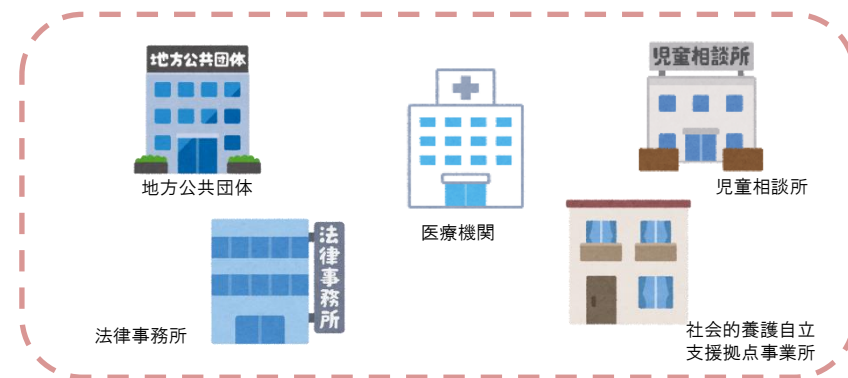 地方公共団体
地方公共団体
児童相談所
児童相談所
医療機関
法律事務所
法律事務所
社会的養護自立
支援拠点事業所